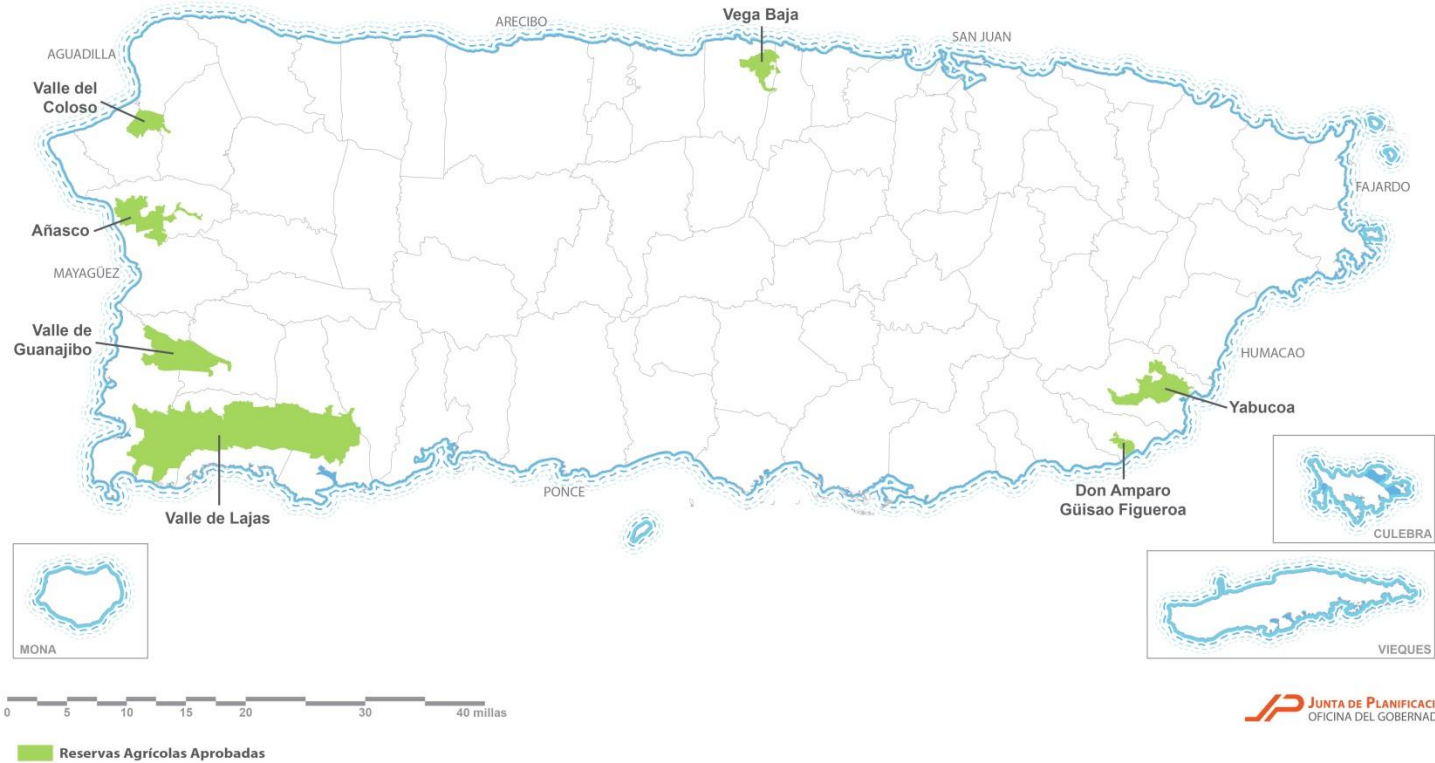 Vega Baja
ARECIBO
SAN JUAN
AGUADILLA
Valle del
Coloso
FAJARDO
Añasco
MAYAGÜEZ
Valle de
Guanajibo
HUMACAO
Yabucoa
Valle de Lajas
PONCE
Don Amparo
Güisao Figueroa
CULEBRA
MONA
VIEQUES
0 5 10 15 20 30 40 millas
JUNTA DE PLANIFICACI
OFICINA DEL GOBERNAD
Reservas Agrícolas Aprobadas